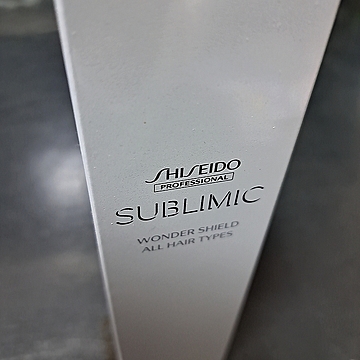 SHISEIDO
PROFESSIONAL
SUBLIMIC
WONDER SHIELD
ALL HAIR TYPES